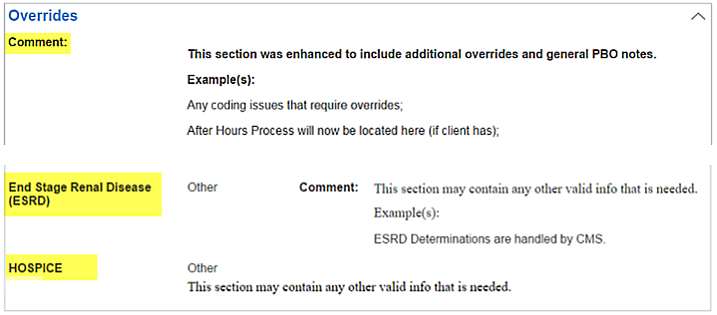 Overrides
Comment:
This section was enhanced to include additional overrides and general PBO notes.
Example(s):
Any coding issues that require overrides;
After Hours Process will now be located here (if client has);
End Stage Renal Disease (ESRD)
Other
Comment: This section may contain any other valid info that is needed.
Example(s):
ESRD Determinations are handled by CMS.
HOSPICE
Other
This section may contain any other valid info that is needed.